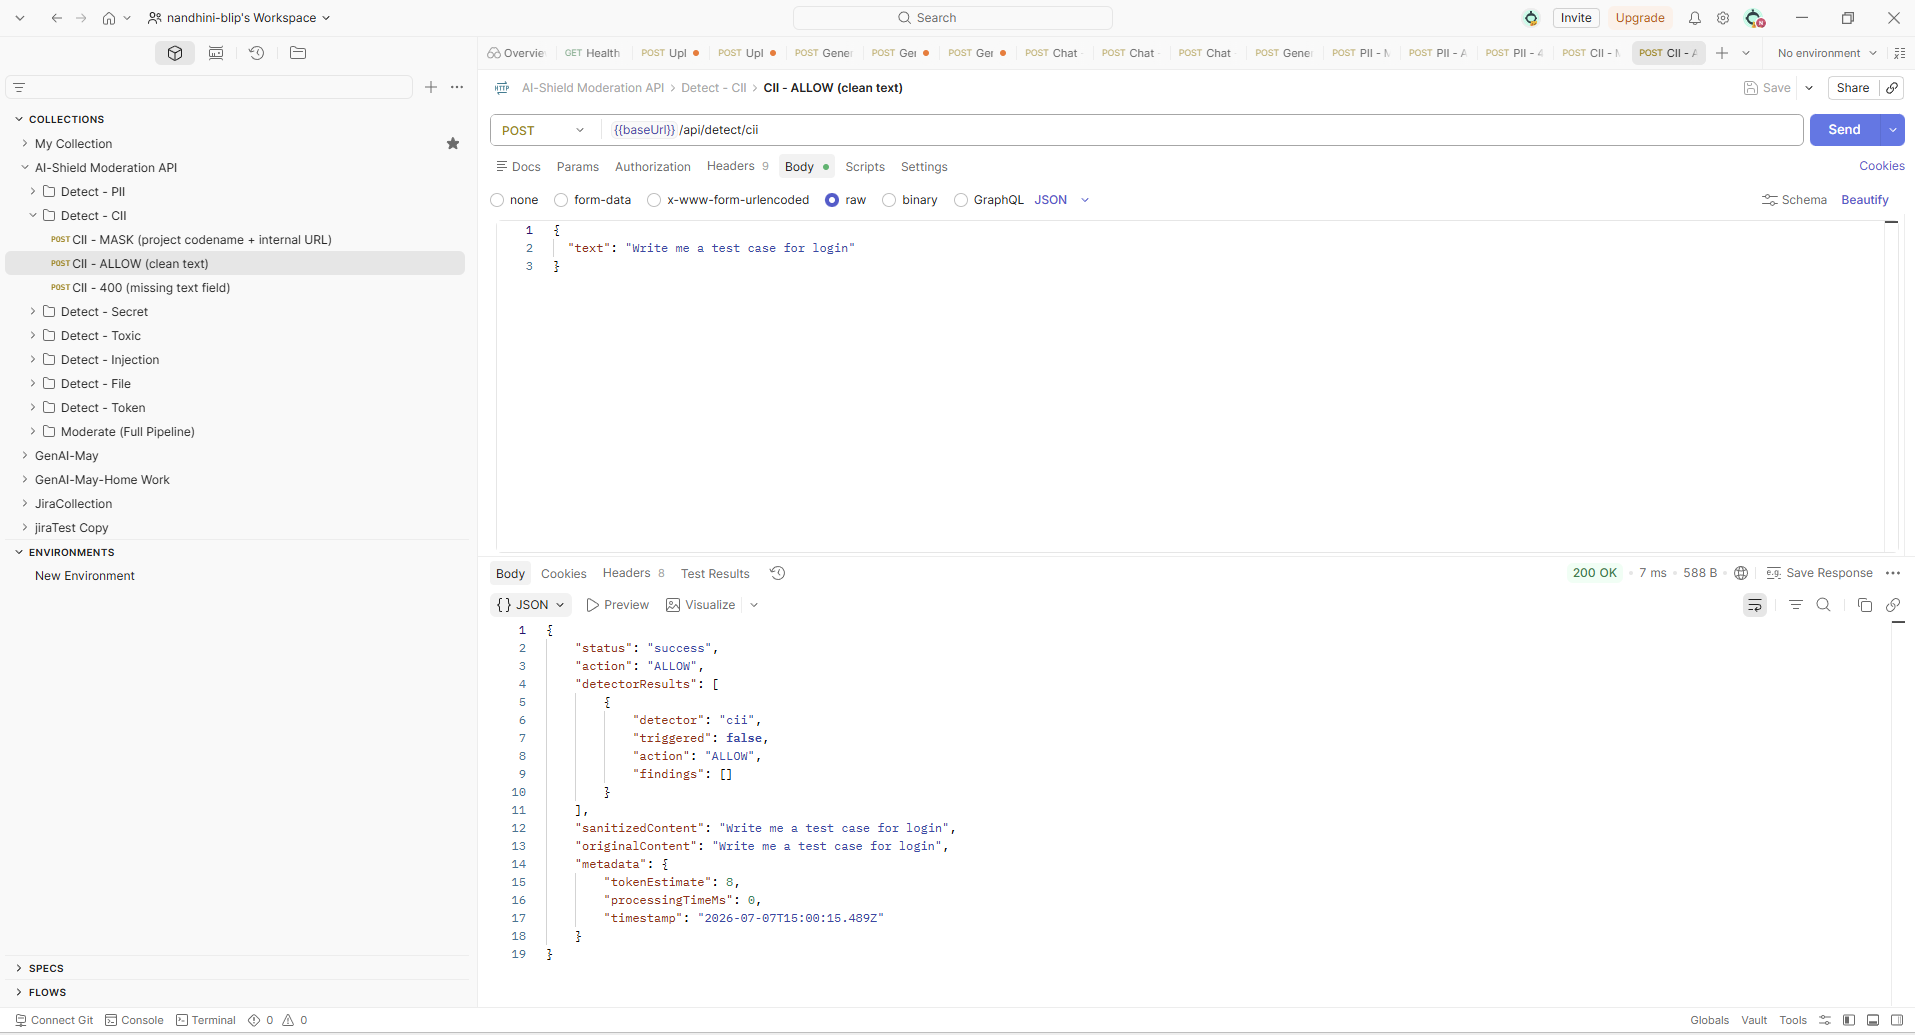 nandhini-blip's Workspace
Search
Invite
Upgrade
Overvie
GET Health
POST Upl
POST Upl
POST Gener
POST Ger
POST Ger
POST Chat
POST Chat
POST Chat
POST Gene
POST PII - M
POST PII - A
POST PII - 4
POST CII - M
POST CII - A
No environment
AI-Shield Moderation API > Detect - CII > CII - ALLOW (clean text)
Save
Share
COLLECTIONS
My Collection
AI-Shield Moderation API
Detect - PII
Detect - CII
POST CII - MASK (project codename + internal URL)
POST CII - ALLOW (clean text)
POST CII - 400 (missing text field)
Detect - Secret
Detect - Toxic
Detect - Injection
Detect - File
Detect - Token
Moderate (Full Pipeline)
GenAI-May
GenAI-May-Home Work
JiraCollection
jiraTest Copy
ENVIRONMENTS
New Environment
SPECS
FLOWS
POST
{{baseUrl}}/api/detect/cii
Send
Docs Params Authorization Headers 9 Body Scripts Settings
Cookies
none form-data x-www-form-urlencoded raw binary GraphQL JSON
Schema
Beautify
1 {
2 "text": "Write me a test case for login"
3 }
Body Cookies Headers 8 Test Results
200 OK • 7 ms • 588 B
e.g. Save Response
{} JSON
Preview
Visualize
1 {
2 "status": "success",
3 "action": "ALLOW",
4 "detectorResults": [
5 {
6 "detector": "cii",
7 "triggered": false,
8 "action": "ALLOW",
9 "findings": []
10 }
11 ],
12 "sanitizedContent": "Write me a test case for login",
13 "originalContent": "Write me a test case for login",
14 "metadata": {
15 "tokenEstimate": 8,
16 "processingTimeMs": 0,
17 "timestamp": "2026-07-07T15:00:15.489Z"
18 }
19 }
Connect Git
Console
Terminal
0
0
Globals
Vault
Tools